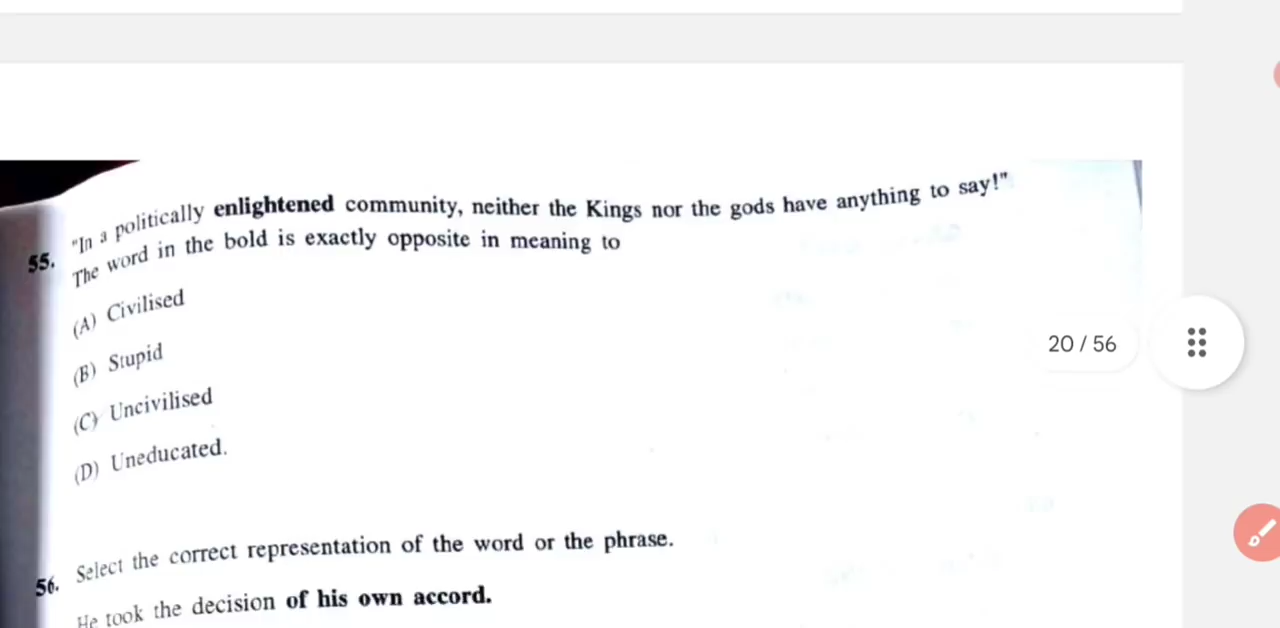 55. "In a politically enlightened community, neither the Kings nor the gods have anything to say!"
The word in the bold is exactly opposite in meaning to
(A) Civilised
(B) Stupid
(C) Uncivilised
(D) Uneducated.
20 / 56
56. Select the correct representation of the word or the phrase.
He took the decision of his own accord.